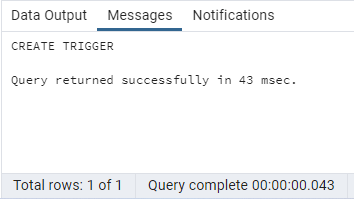 Data Output Messages Notifications
CREATE TRIGGER
Query returned successfully in 43 msec.
Total rows: 1 of 1 Query complete 00:00:00.043